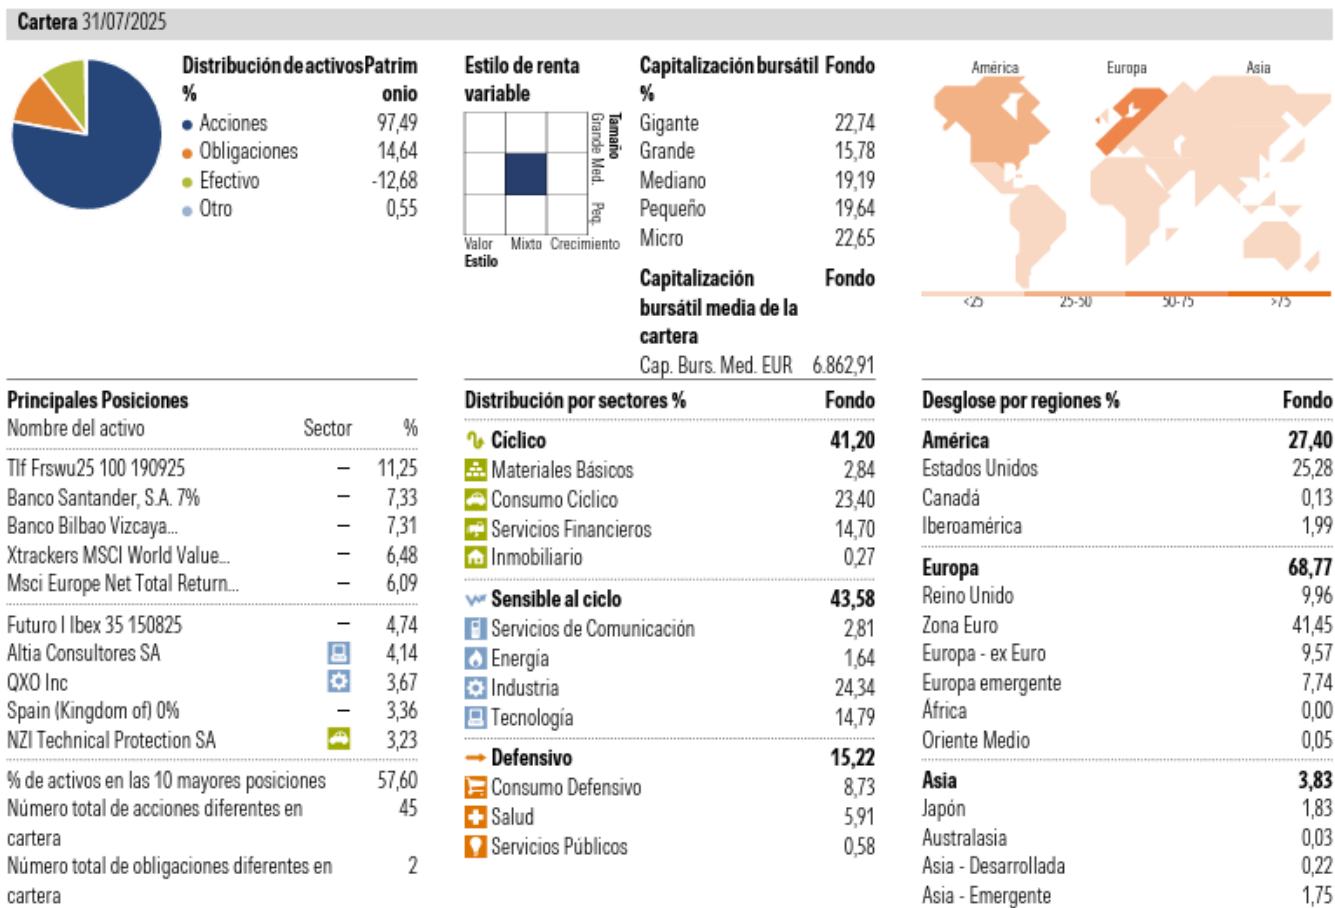 Cartera 31/07/2025
Distribución de activos Patrim
% onio
Acciones 97,49
Obligaciones 14,64
Efectivo -12,68
Otro 0,55
Estilo de renta
variable
Tamaño
Grande Med. Peq.
Valor Mixto Crecimiento
Estilo
Capitalización bursátil Fondo
%
Gigante 22,74
Grande 15,78
Mediano 19,19
Pequeño 19,64
Micro 22,65
Capitalización Fondo
bursátil media de la
cartera
Cap. Burs. Med. EUR 6.862,91
América Europa Asia
<25 25-50 50-75 >75
Principales Posiciones
Nombre del activo Sector %
Tlf Frswu25 100 190925 — 11,25
Banco Santander, S.A. 7% — 7,33
Banco Bilbao Vizcaya... — 7,31
Xtrackers MSCI World Value... — 6,48
Msci Europe Net Total Return... — 6,09
Futuro I Ibex 35 150825 — 4,74
Altia Consultores SA 4,14
QXO Inc 3,67
Spain (Kingdom of) 0% — 3,36
NZI Technical Protection SA 3,23
% de activos en las 10 mayores posiciones 57,60
Número total de acciones diferentes en 45
cartera
Número total de obligaciones diferentes en 2
cartera
Distribución por sectores % Fondo
Cíclico 41,20
Materiales Básicos 2,84
Consumo Cíclico 23,40
Servicios Financieros 14,70
Inmobiliario 0,27
Sensible al ciclo 43,58
Servicios de Comunicación 2,81
Energía 1,64
Industria 24,34
Tecnología 14,79
Defensivo 15,22
Consumo Defensivo 8,73
Salud 5,91
Servicios Públicos 0,58
Desglose por regiones % Fondo
América 27,40
Estados Unidos 25,28
Canadá 0,13
Iberoamérica 1,99
Europa 68,77
Reino Unido 9,96
Zona Euro 41,45
Europa - ex Euro 9,57
Europa emergente 7,74
África 0,00
Oriente Medio 0,05
Asia 3,83
Japón 1,83
Australasia 0,03
Asia - Desarrollada 0,22
Asia - Emergente 1,75